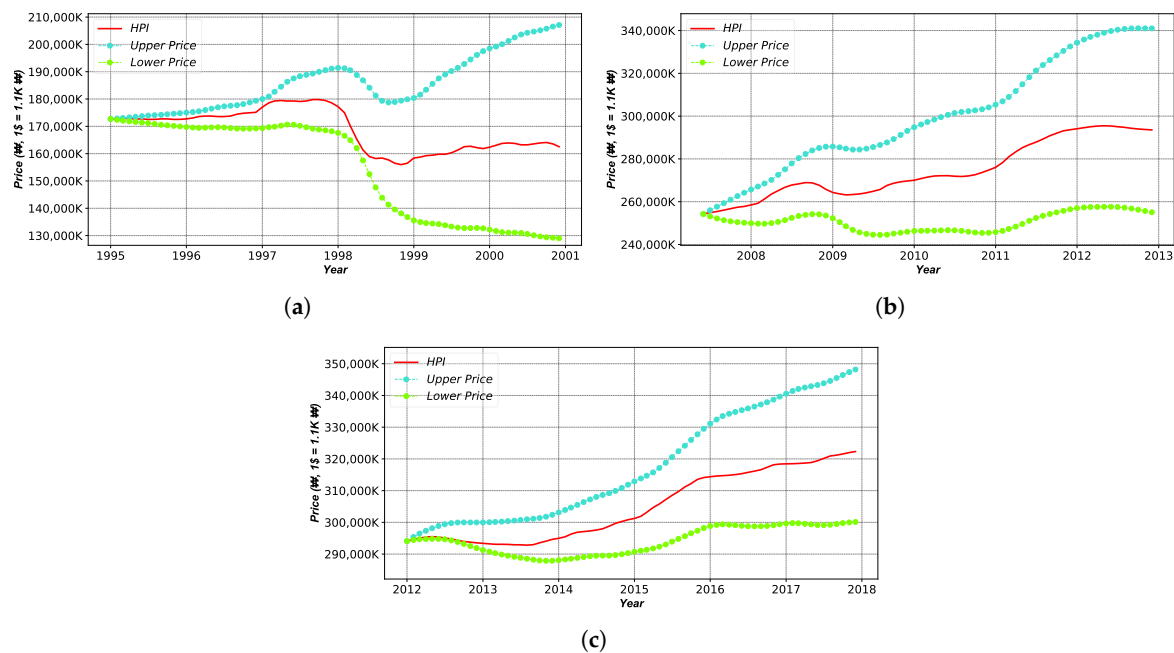 210,000K
200,000K
190,000K
180,000K
170,000K
160,000K
150,000K
140,000K
130,000K
Price (₩, 1$ = 1.1K ₩)
HPI
Upper Price
Lower Price
1995 1996 1997 1998 1999 2000 2001
Year
(a)
340,000K
320,000K
300,000K
280,000K
260,000K
240,000K
Price (₩, 1$ = 1.1K ₩)
HPI
Upper Price
Lower Price
2008 2009 2010 2011 2012 2013
Year
(b)
350,000K
340,000K
330,000K
320,000K
310,000K
300,000K
290,000K
Price (₩, 1$ = 1.1K ₩)
HPI
Upper Price
Lower Price
2012 2013 2014 2015 2016 2017 2018
Year
(c)